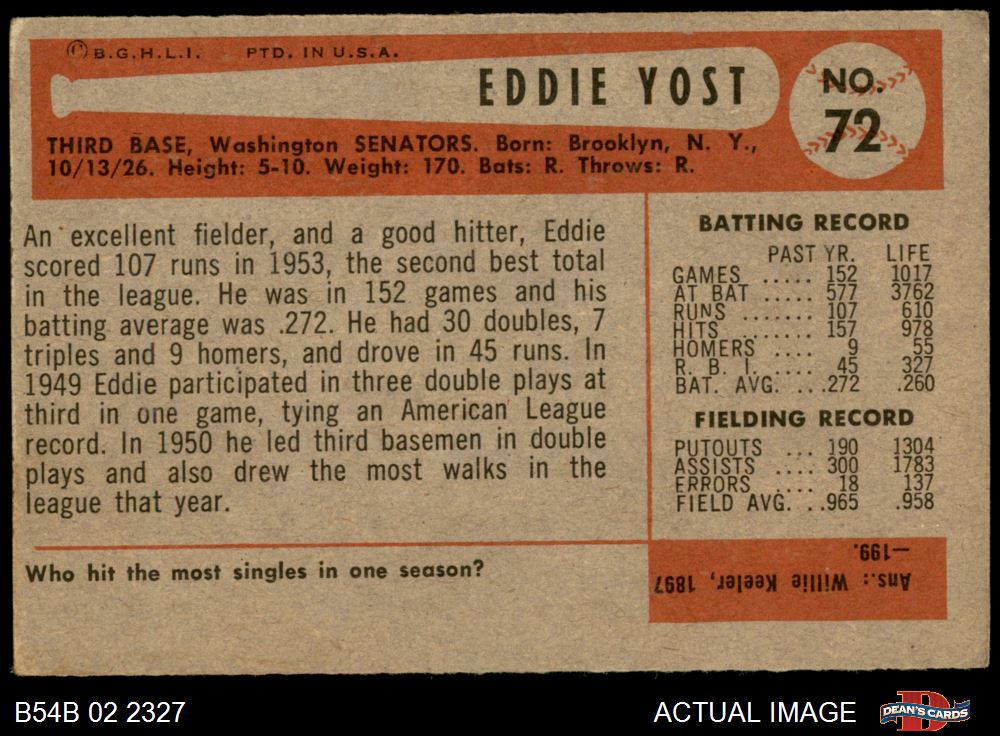 © B.G.H.L.I. PTD. IN U.S.A.
EDDIE YOST
NO.
72
THIRD BASE, Washington SENATORS. Born: Brooklyn, N. Y.,
10/13/26. Height: 5-10. Weight: 170. Bats: R. Throws: R.
An excellent fielder, and a good hitter, Eddie
scored 107 runs in 1953, the second best total
in the league. He was in 152 games and his
batting average was .272. He had 30 doubles, 7
triples and 9 homers, and drove in 45 runs. In
1949 Eddie participated in three double plays at
third in one game, tying an American League
record. In 1950 he led third basemen in double
plays and also drew the most walks in the
league that year.
BATTING RECORD
PAST YR. LIFE
GAMES ..... 152 1017
AT BAT ..... 577 3762
RUNS ....... 107 610
HITS ....... 157 978
HOMERS .... 9 55
R. B. I. .... 45 327
BAT. AVG. ... .272 .260
FIELDING RECORD
PUTOUTS ... 190 1304
ASSISTS .... 300 1783
ERRORS .... 18 137
FIELD AVG. . .965 .958
Who hit the most singles in one season?
Ans.: Willie Keeler, 1897
—199.
B54B 02 2327
ACTUAL IMAGE
DEAN'S CARDS